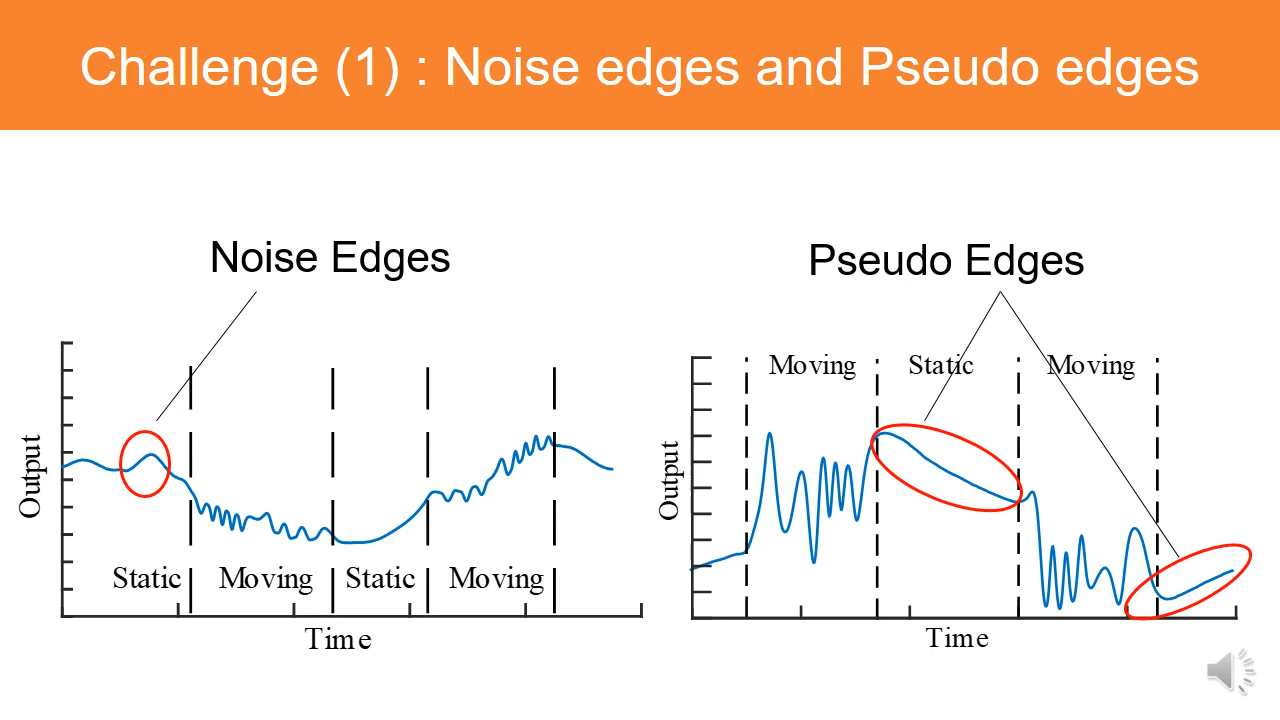 Challenge (1) : Noise edges and Pseudo edges
Noise Edges
Output
Static
Moving
Static
Moving
Time
Pseudo Edges
Moving
Static
Moving
Output
Time